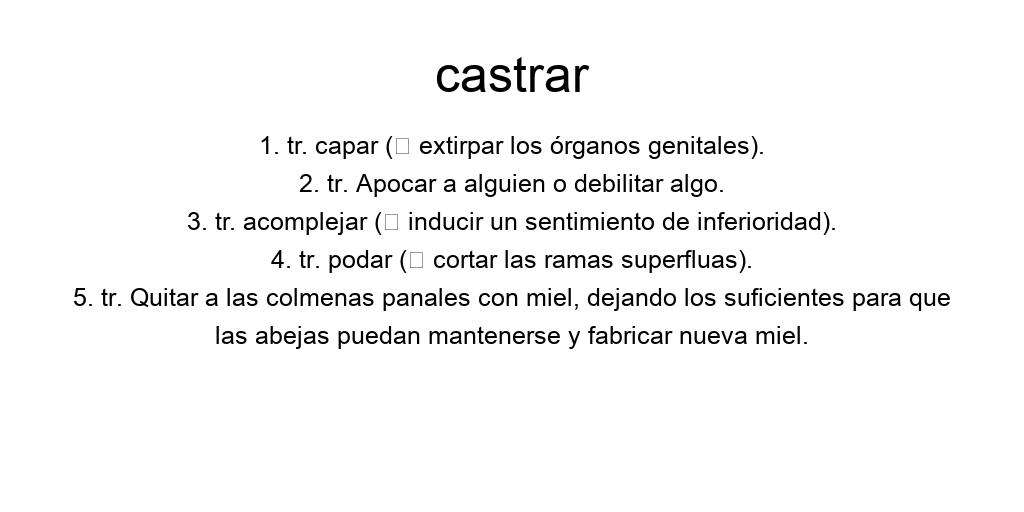 castrar
1. tr. capar (□ extirpar los órganos genitales).
2. tr. Apocar a alguien o debilitar algo.
3. tr. acomplejar (□ inducir un sentimiento de inferioridad).
4. tr. podar (□ cortar las ramas superfluas).
5. tr. Quitar a las colmenas panales con miel, dejando los suficientes para que
las abejas puedan mantenerse y fabricar nueva miel.